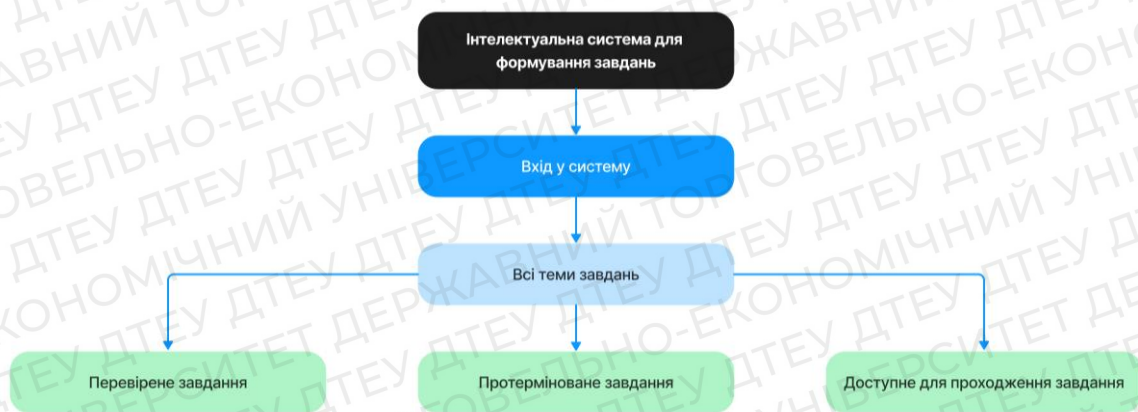 Інтелектуальна система для
формування завдань
Вхід у систему
Всі теми завдань
Перевірене завдання
Протерміноване завдання
Доступне для проходження завдання